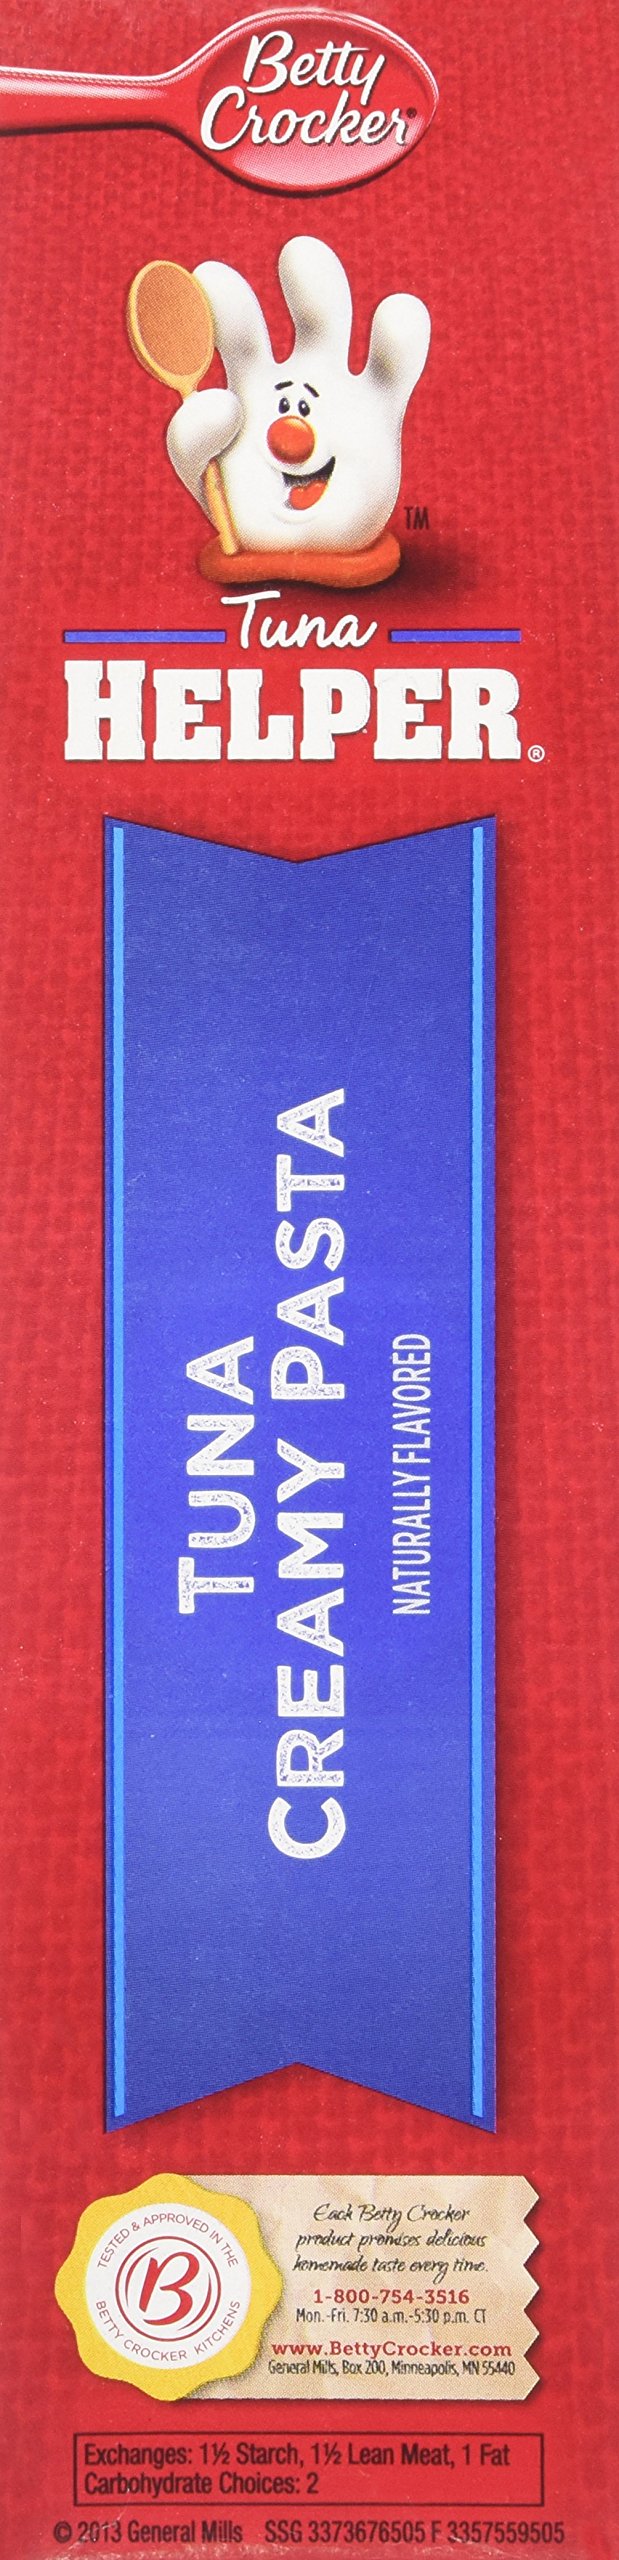 Betty
Crocker®
TM
Tuna
HELPER®
TUNA
CREAMY PASTA
NATURALLY FLAVORED
TESTED & APPROVED IN THE
B
BETTY CROCKER KITCHENS
Each Betty Crocker
product promises delicious
homemade taste every time.
1-800-754-3516
Mon.-Fri. 7:30 a.m.-5:30 p.m. CT
www.BettyCrocker.com
General Mills, Box 200, Minneapolis, MN 55440
Exchanges: 1½ Starch, 1½ Lean Meat, 1 Fat
Carbohydrate Choices: 2
© 2013 General Mills SSG 3373676505 F 3357559505